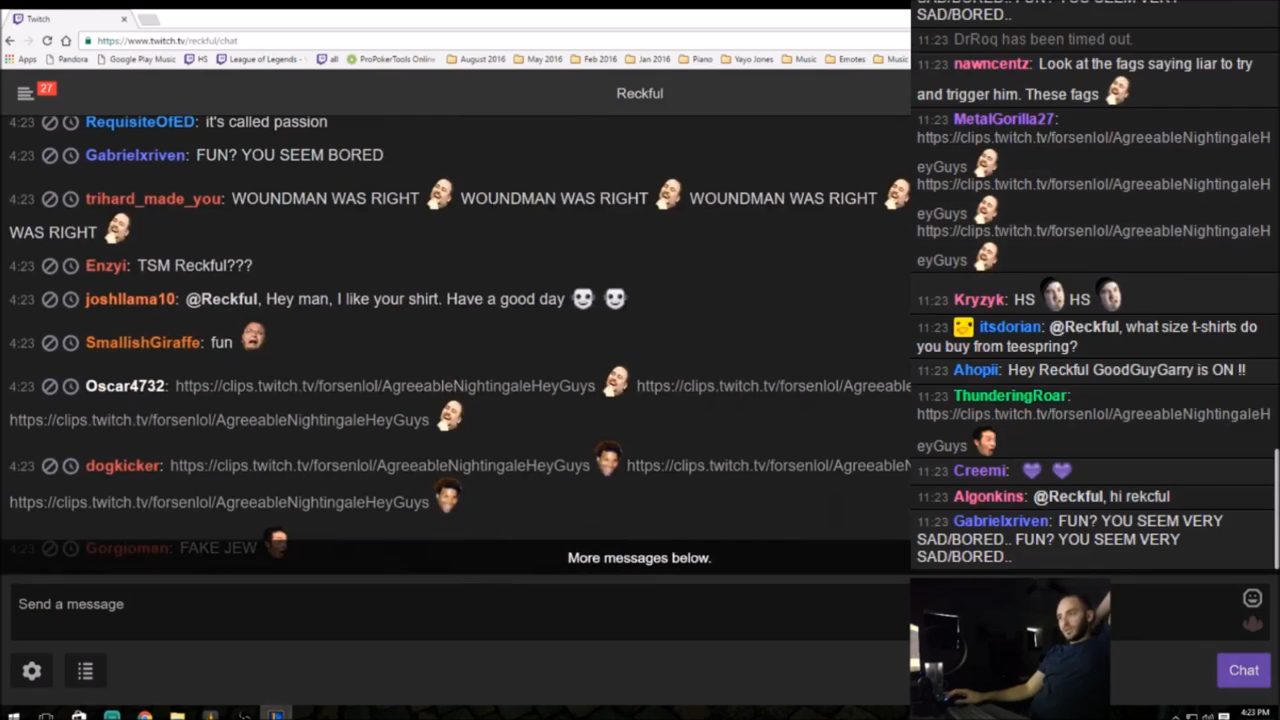 Twitch
https://www.twitch.tv/reckful/chat
Apps Pandora Google Play Music HS League of Legends - all ProPokerTools Online August 2016 May 2016 Feb 2016 Jan 2016 Piano Yayo Jones Music Emotes Music
27
Reckful
4:23 RequisiteOfED: it's called passion
4:23 Gabrielxriven: FUN? YOU SEEM BORED
4:23 trihard_made_you: WOUNDMAN WAS RIGHT WOUNDMAN WAS RIGHT WOUNDMAN WAS RIGHT
WAS RIGHT
4:23 Enzyi: TSM Reckful???
4:23 joshllama10: @Reckful, Hey man, I like your shirt. Have a good day
4:23 SmallishGiraffe: fun
4:23 Oscar4732: https://clips.twitch.tv/forsenlol/AgreeableNightingaleHeyGuys https://clips.twitch.tv/forsenlol/Agreeable
https://clips.twitch.tv/forsenlol/AgreeableNightingaleHeyGuys
4:23 dogkicker: https://clips.twitch.tv/forsenlol/AgreeableNightingaleHeyGuys https://clips.twitch.tv/forsenlol/AgreeableN
https://clips.twitch.tv/forsenlol/AgreeableNightingaleHeyGuys
4:23 Gorgioman: FAKE JEW
More messages below.
Send a message
SAD/BORED.. FUN? YOU SEEM VERY
SAD/BORED..
11:23 DrRoq has been timed out.
11:23 nawncentz: Look at the fags saying liar to try
and trigger him. These fags
11:23 MetalGorilla27:
https://clips.twitch.tv/forsenlol/AgreeableNightingaleH
eyGuys
https://clips.twitch.tv/forsenlol/AgreeableNightingaleH
eyGuys
https://clips.twitch.tv/forsenlol/AgreeableNightingaleH
eyGuys
11:23 Kryzyk: HS HS
11:23 itsdorian: @Reckful, what size t-shirts do
you buy from teespring?
11:23 Ahopii: Hey Reckful GoodGuyGarry is ON !!
11:23 ThunderingRoar:
https://clips.twitch.tv/forsenlol/AgreeableNightingaleH
eyGuys
11:23 Creemi:
11:23 Algonkins: @Reckful, hi rekcful
11:23 Gabrielxriven: FUN? YOU SEEM VERY
SAD/BORED.. FUN? YOU SEEM VERY
SAD/BORED..
Chat
4:23 PM